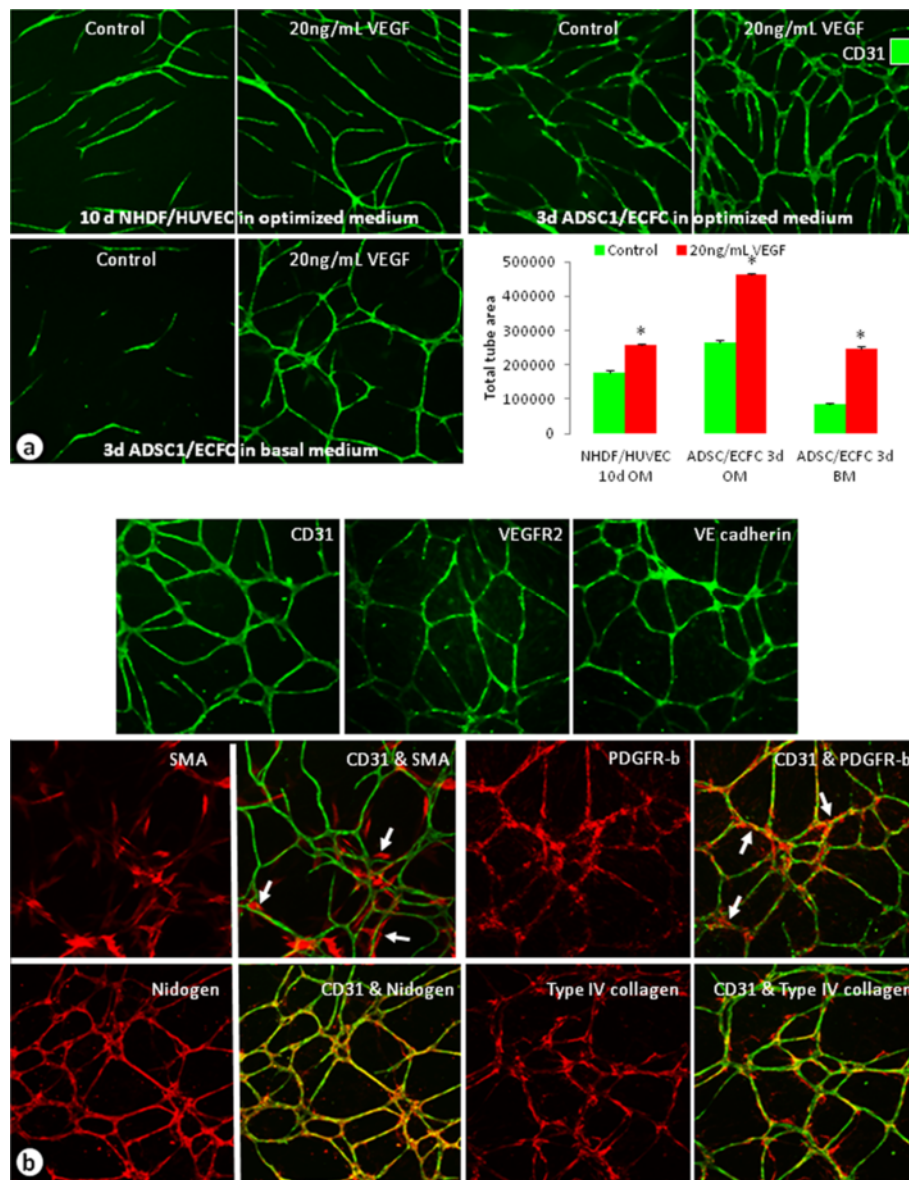 Control
20ng/mL VEGF
Control
20ng/mL VEGF
CD31
10 d NHDF/HUVEC in optimized medium
3d ADSC1/ECFC in optimized medium
Control
20ng/mL VEGF
3d ADSC1/ECFC in basal medium
a
Control 20ng/mL VEGF
Total tube area
500000
400000
300000
200000
100000
0
*
*
*
NHDF/HUVEC
10d OM
ADSC/ECFC 3d
OM
ADSC/ECFC 3d
BM
CD31
VEGFR2
VE cadherin
SMA
CD31 & SMA
PDGFR-b
CD31 & PDGFR-b
Nidogen
CD31 & Nidogen
Type IV collagen
CD31 & Type IV collagen
b